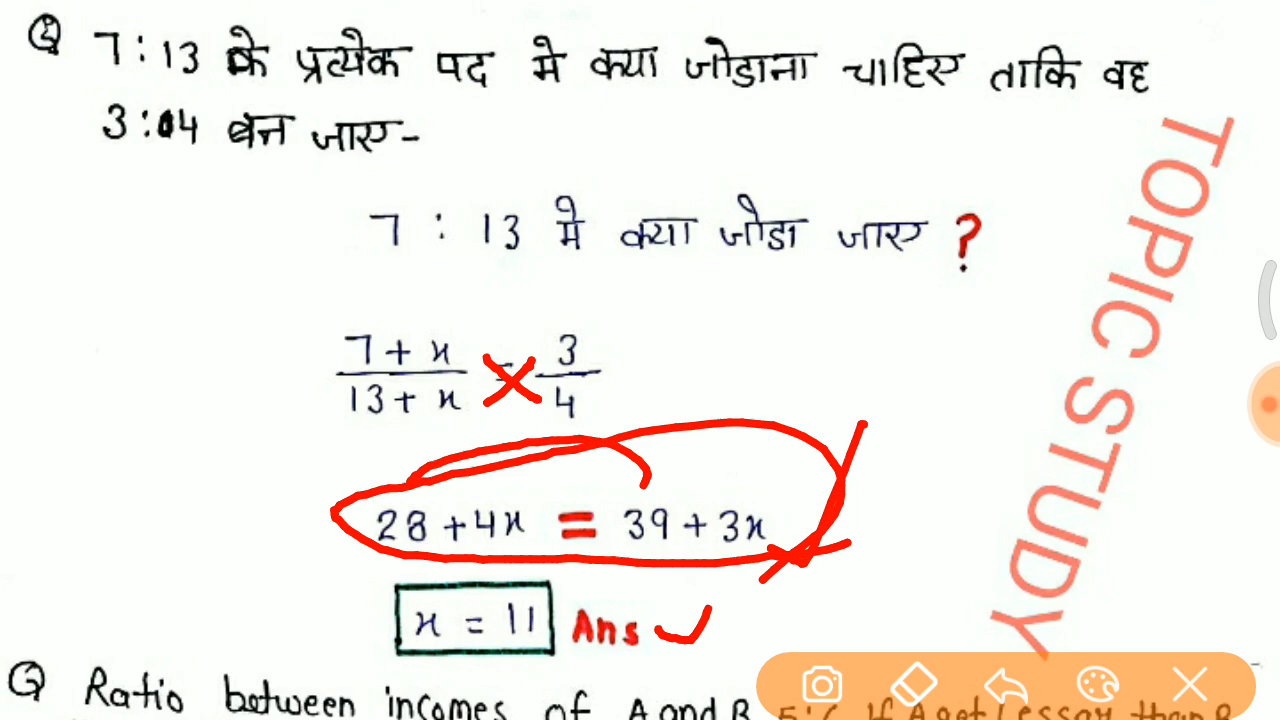 Q 7:13 के प्रत्येक पद मे क्या जोडाना चाहिए ताकि वह
3:04 बन जाए-
7 : 13 मे क्या जोडा जाए ?
7 + x / 13 + x = 3 / 4
28 + 4x = 39 + 3x
x = 11 Ans
Q Ratio between incomes of A and B 5:
TOPIC STUDY